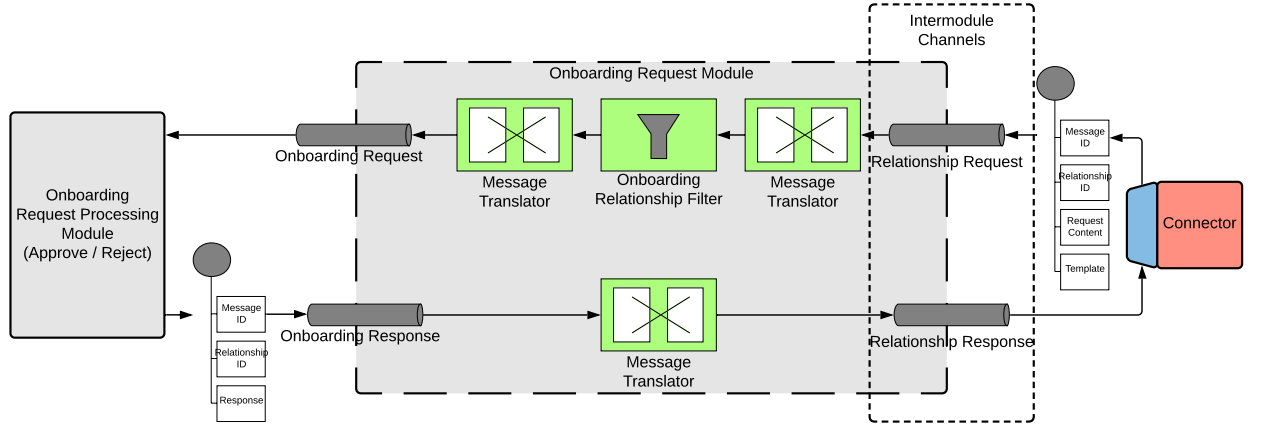 Intermodule
Channels
Onboarding Request Module
Onboarding Request
Message
Translator
Onboarding
Relationship Filter
Message
Translator
Relationship Request
Message
ID
Relationship
ID
Request
Content
Template
Connector
Onboarding
Request Processing
Module
(Approve / Reject)
Message
ID
Relationship
ID
Response
Onboarding Response
Message
Translator
Relationship Response